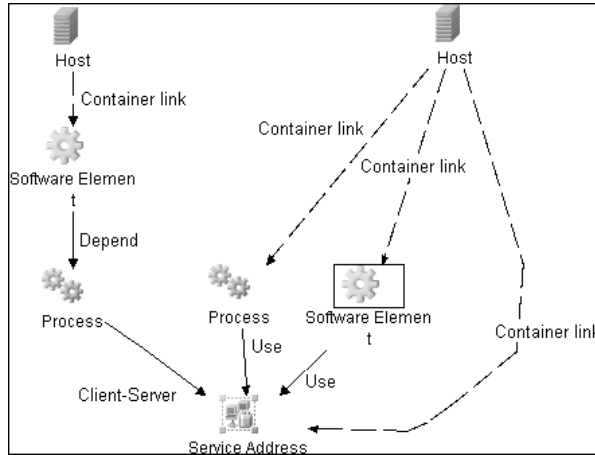 Host
Host
Container link
Container link
Container link
Software Elemen
t
Depend
Process
Process
Software Elemen
t
Container link
Use
Use
Client-Server
Service Address